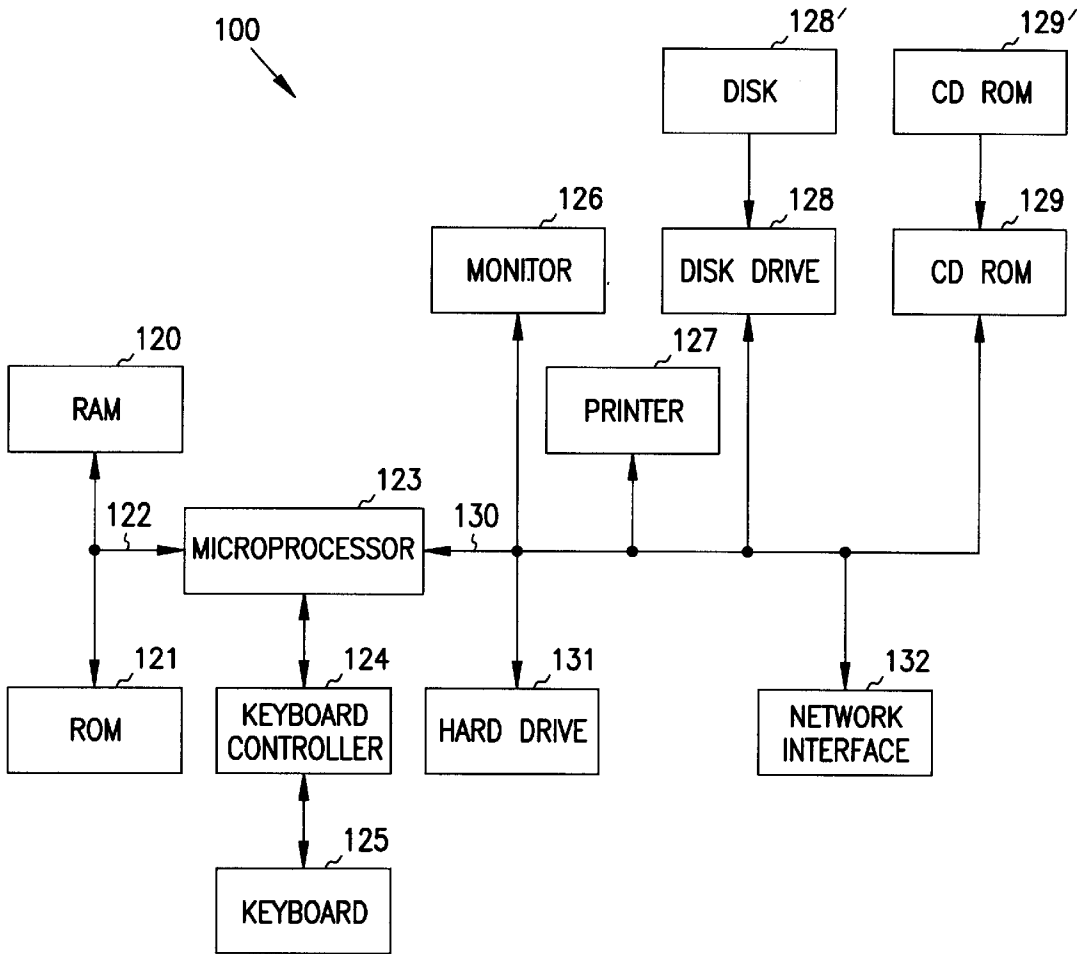 100
128′
DISK
129′
CD ROM
126
MONITOR
128
DISK DRIVE
129
CD ROM
120
RAM
127
PRINTER
122
123
MICROPROCESSOR
130
121
ROM
124
KEYBOARD
CONTROLLER
131
HARD DRIVE
132
NETWORK
INTERFACE
125
KEYBOARD